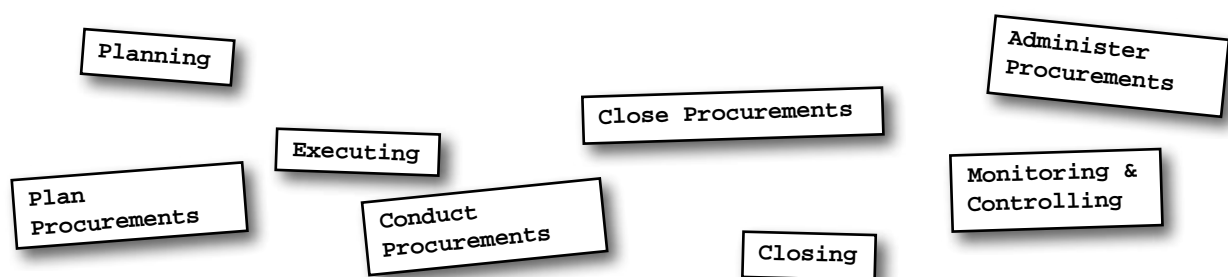 Planning
Administer
Procurements
Close Procurements
Executing
Monitoring &
Controlling
Plan
Procurements
Conduct
Procurements
Closing